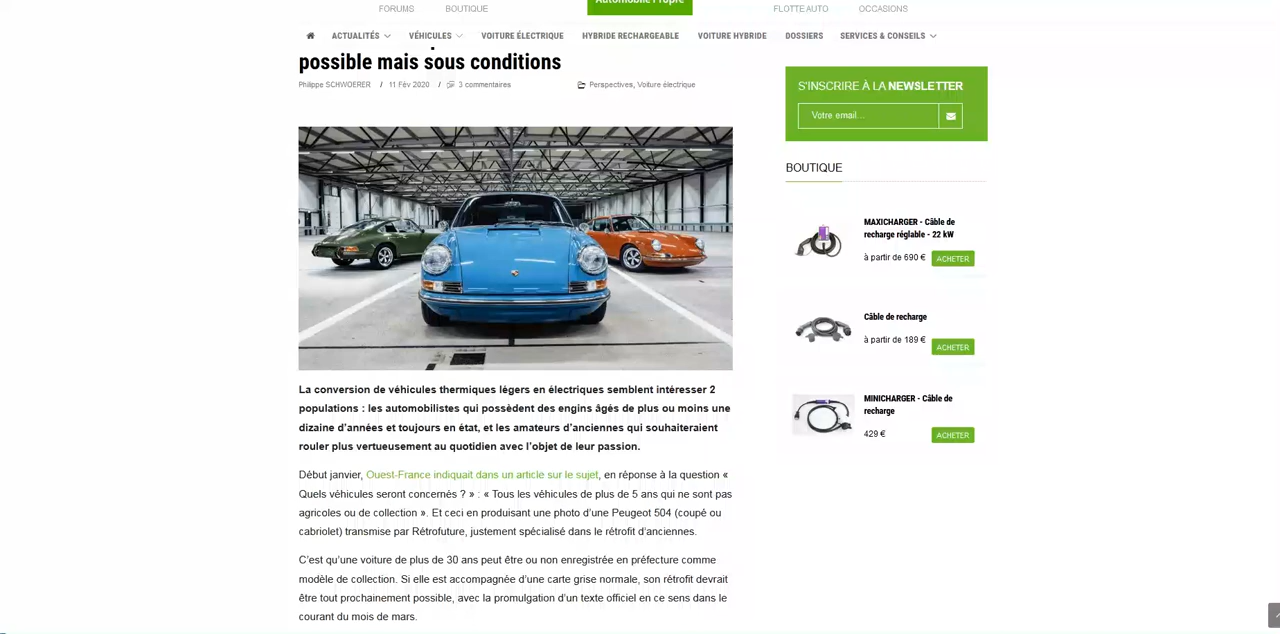 FORUMS
BOUTIQUE
Automobile Propre
FLOTTE AUTO
OCCASIONS
ACTUALITÉS
VÉHICULES
VOITURE ÉLECTRIQUE
HYBRIDE RECHARGEABLE
VOITURE HYBRIDE
DOSSIERS
SERVICES & CONSEILS
possible mais sous conditions
Philippe SCHWOERER / 11 Fév 2020 / 3 commentaires
Perspectives, Voiture électrique
La conversion de véhicules thermiques légers en électriques semblent intéresser 2
populations : les automobilistes qui possèdent des engins âgés de plus ou moins une
dizaine d’années et toujours en état, et les amateurs d’anciennes qui souhaiteraient
rouler plus vertueusement au quotidien avec l’objet de leur passion.
Début janvier, Ouest-France indiquait dans un article sur le sujet, en réponse à la question «
Quels véhicules seront concernés ? » : « Tous les véhicules de plus de 5 ans qui ne sont pas
agricoles ou de collection ». Et ceci en produisant une photo d’une Peugeot 504 (coupé ou
cabriolet) transmise par Rétrofuture, justement spécialisé dans le rétrofit d’anciennes.
C’est qu’une voiture de plus de 30 ans peut être ou non enregistrée en préfecture comme
modèle de collection. Si elle est accompagnée d’une carte grise normale, son rétrofit devrait
être tout prochainement possible, avec la promulgation d’un texte officiel en ce sens dans le
courant du mois de mars.
S'INSCRIRE À LA NEWSLETTER
Votre email...
BOUTIQUE
MAXICHARGER - Câble de
recharge réglable - 22 kW
à partir de 690 €
ACHETER
Câble de recharge
à partir de 189 €
ACHETER
MINICHARGER - Câble de
recharge
429 €
ACHETER